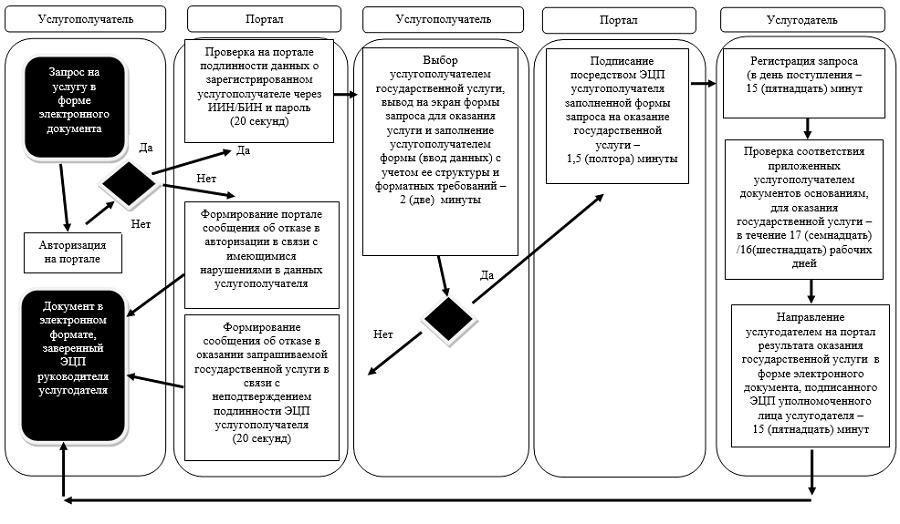 Услугополучатель
Портал
Услугополучатель
Портал
Услугодатель
Запрос на
услугу в
форме
электронного
документа
Да
Нет
Авторизация
на портале
Документ в
электронном
формате,
заверенный
ЭЦП
руководителя
услугодателя
Проверка на портале
подлинности данных о
зарегистрированном
услугополучателе через
ИИН/БИН и пароль
(20 секунд)
Да
Нет
Формирование портале
сообщения об отказе в
авторизации в связи с
имеющимися
нарушениями в данных
услугополучателя
Формирование
сообщения об отказе в
оказании запрашиваемой
государственной услуги в
связи с
неподтверждением
подлинности ЭЦП
услугополучателя
(20 секунд)
Выбор
услугополучателем
государственной услуги,
вывод на экран формы
запроса для оказания
услуги и заполнение
услугополучателем
формы (ввод данных) с
учетом ее структуры и
форматных требований –
2 (две) минуты
Да
Нет
Подписание
посредством ЭЦП
услугополучателя
заполненной формы
запроса на оказание
государственной
услуги –
1,5 (полтора) минуты
Регистрация запроса
(в день поступления –
15 (пятнадцать) минут
Проверка соответствия
приложенных
услугополучателем
документов основаниям,
для оказания
государственной услуги –
в течение 17 (семнадцать)
/16(шестнадцать) рабочих
дней
Направление
услугодателем на портал
результата оказания
государственной услуги в
форме электронного
документа, подписанного
ЭЦП уполномоченного
лица услугодателя –
15 (пятнадцать) минут